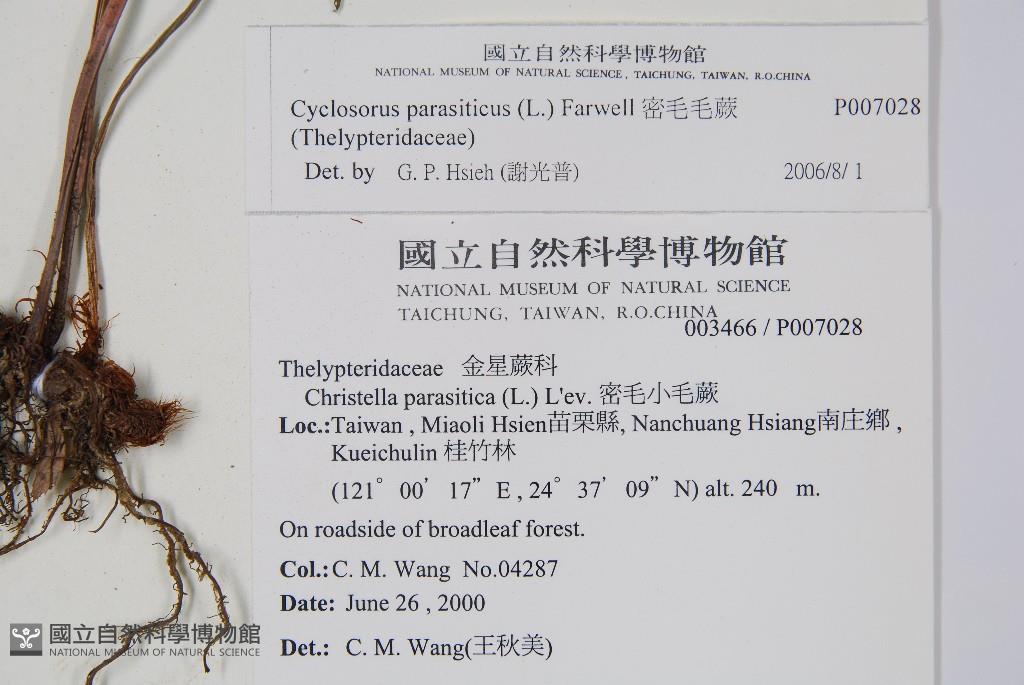 國立自然科學博物館
NATIONAL MUSEUM OF NATURAL SCIENCE, TAICHUNG, TAIWAN, R.O.CHINA
Cyclosorus parasiticus (L.) Farwell 密毛毛蕨 P007028
(Thelypteridaceae)
Det. by G. P. Hsieh (謝光普) 2006/8/ 1
國立自然科學博物館
NATIONAL MUSEUM OF NATURAL SCIENCE
TAICHUNG, TAIWAN, R.O.CHINA
003466 / P007028
Thelypteridaceae 金星蕨科
Christella parasitica (L.) L'ev. 密毛小毛蕨
Loc.:Taiwan , Miaoli Hsien苗栗縣, Nanchuang Hsiang南庄鄉 ,
Kueichulin 桂竹林
(121° 00’ 17” E , 24° 37’ 09” N) alt. 240 m.
On roadside of broadleaf forest.
Col.: C. M. Wang No.04287
Date: June 26 , 2000
Det.: C. M. Wang(王秋美)
國立自然科學博物館
NATIONAL MUSEUM OF NATURAL SCIENCE